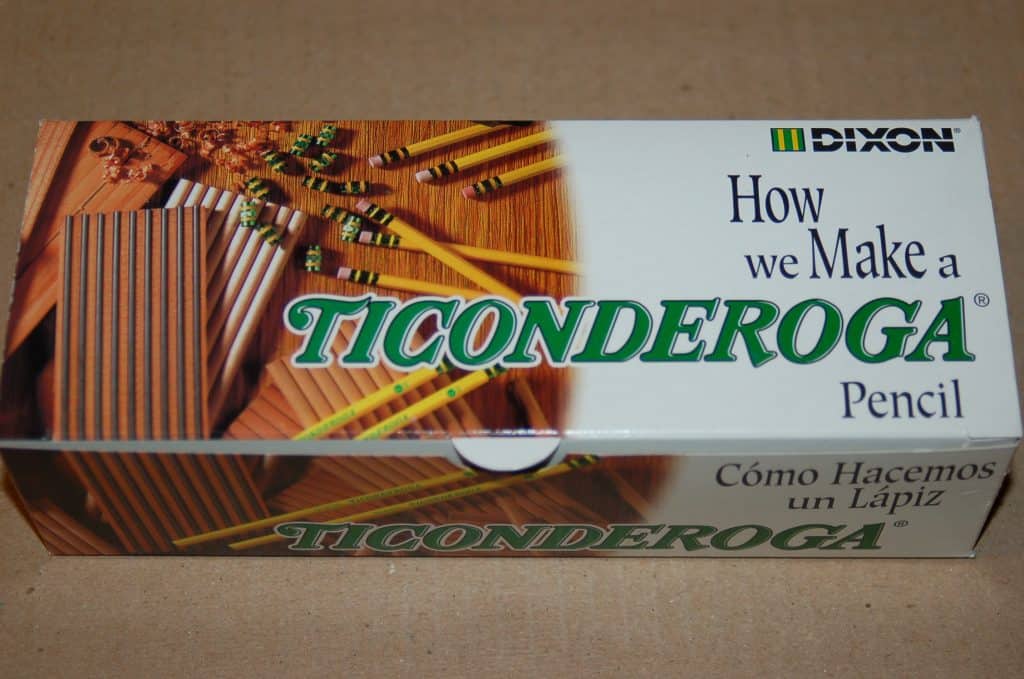 DIXON®
How
we Make a
TICONDEROGA®
Pencil
Cómo Hacemos
un Lápiz
TICONDEROGA®